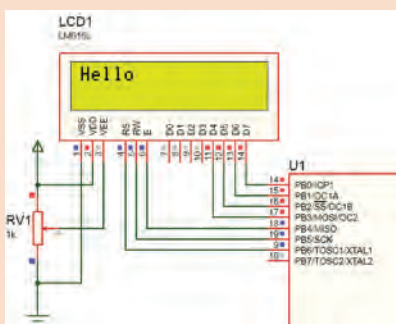 LCD1
LM016L
Hello
VSS
VDD
VEE
RS
RW
E
D0
D1
D2
D3
D4
D5
D6
D7
1
2
3
4
5
6
7
8
9
10
11
12
13
14
RV1
1k
U1
14 PB0/ICP1
15 PB1/OC1A
16 PB2/SS/OC1B
17 PB3/MOSI/OC2
18 PB4/MISO
19 PB5/SCK
9 PB6/TOSC1/XTAL1
10 PB7/TOSC2/XTAL2